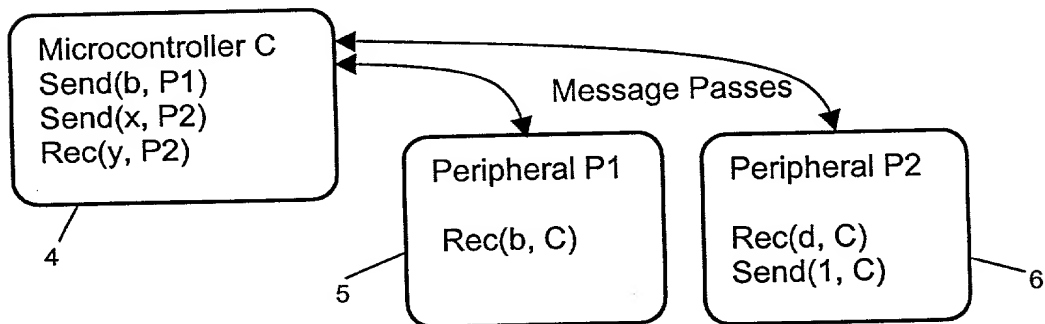 Microcontroller C
Send(b, P1)
Send(x, P2)
Rec(y, P2)
4
Message Passes
Peripheral P1
Rec(b, C)
5
Peripheral P2
Rec(d, C)
Send(1, C)
6